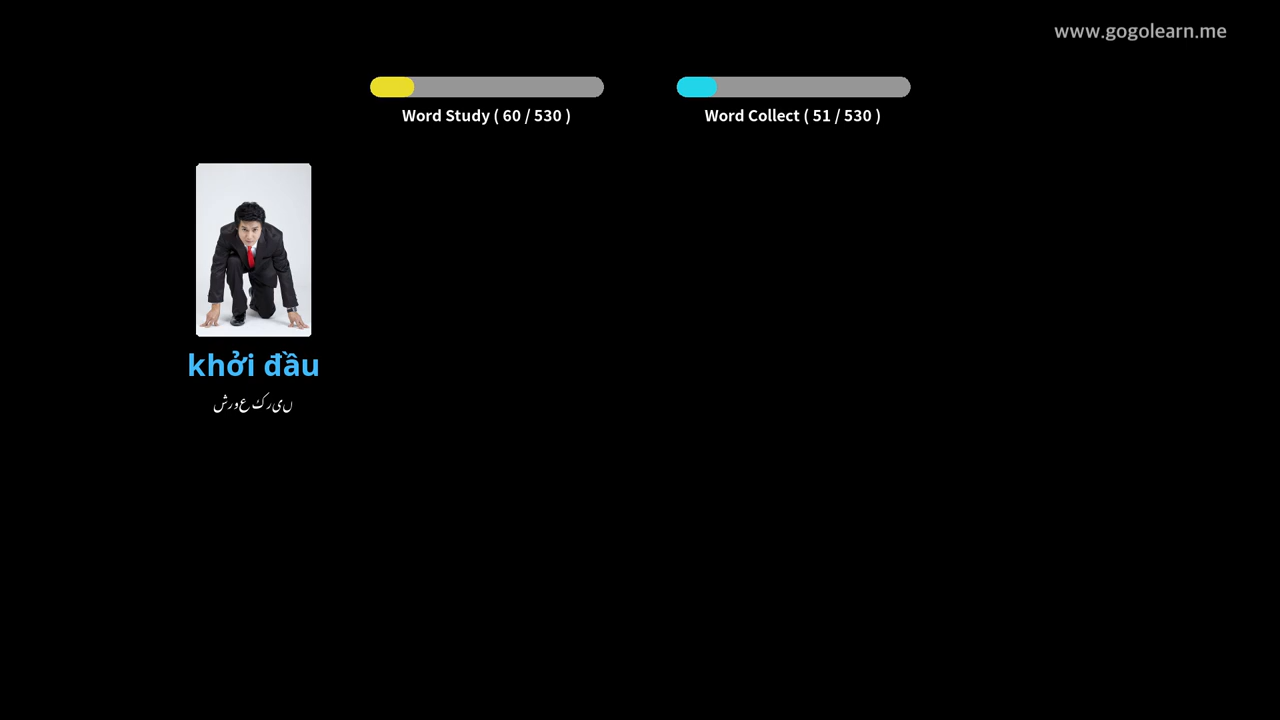 www.gogolearn.me
Word Study ( 60 / 530 )
Word Collect ( 51 / 530 )
khởi đầu
شروع کریں